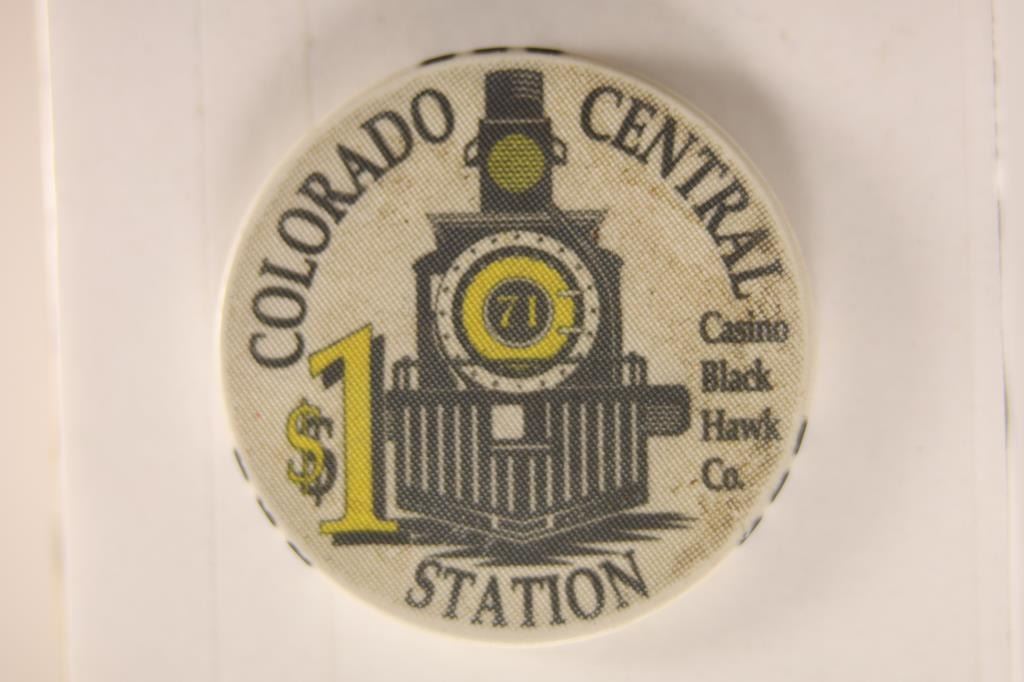 COLORADO CENTRAL
71
Casino
Black
Hawk
Co.
$1
STATION